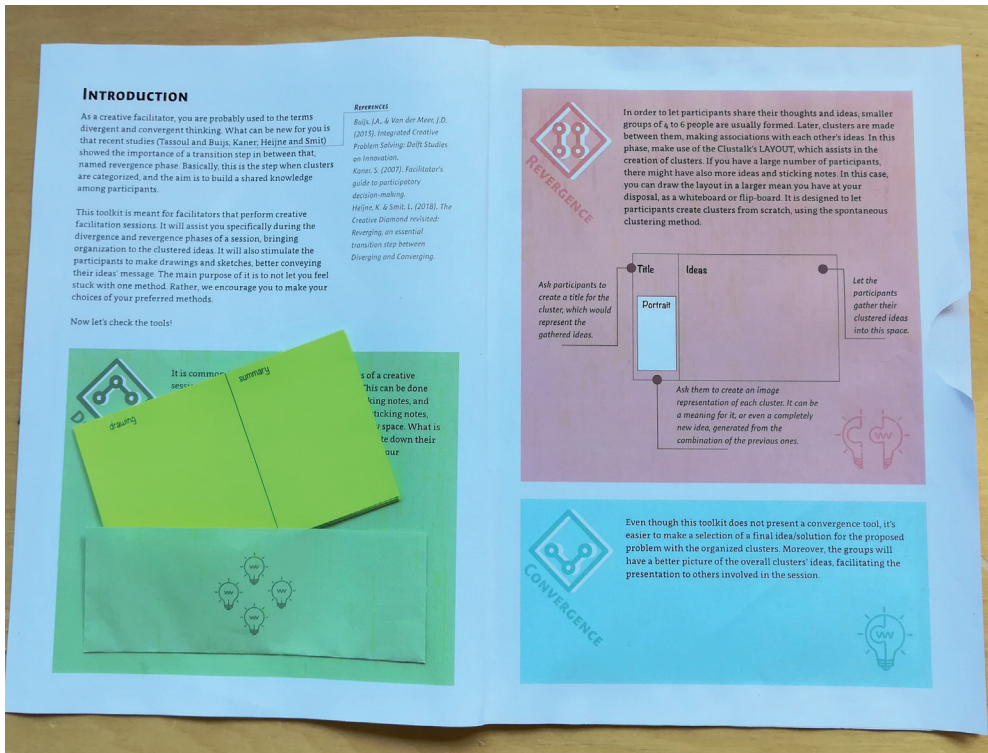 INTRODUCTION
As a creative facilitator, you are probably used to the terms
divergent and convergent thinking. What can be new for you is
that recent studies (Tassoul and Buijs; Kaner; Heijne and Smit)
showed the importance of a transition step in between that,
named revergence phase. Basically, this is the step when clusters
are categorized, and the aim is to build a shared knowledge
among participants.
This toolkit is meant for facilitators that perform creative
facilitation sessions. It will assist you specifically during the
divergence and revergence phases of a session, bringing
organization to the clustered ideas. It will also stimulate the
participants to make drawings and sketches, better conveying
their ideas' message. The main purpose of it is to not let you feel
stuck with one method. Rather, we encourage you to make your
choices of your preferred methods.
Now let's check the tools!
REFERENCES
Buijs, J.A., & Van der Meer, J.D.
(2013). Integrated Creative
Problem Solving: Delft Studies
on Innovation.
Kaner, S. (2007). Facilitator's
guide to participatory
decision-making.
Heijne, K. & Smit, L. (2018). The
Creative Diamond revisited:
Reverging, an essential
transition step between
Diverging and Converging.
D
It is common
s of a creative
This can be done
king notes, and
sticking notes,
space. What is
te down their
our
drawing
summary
REVERGENCE
In order to let participants share their thoughts and ideas, smaller
groups of 4 to 6 people are usually formed. Later, clusters are made
between them, making associations with each other's ideas. In this
phase, make use of the Clustalk's LAYOUT, which assists in the
creation of clusters. If you have a large number of participants,
there might have also more ideas and sticking notes. In this case,
you can draw the layout in a larger mean you have at your
disposal, as a whiteboard or flip-board. It is designed to let
participants create clusters from scratch, using the spontaneous
clustering method.
Title
Ideas
Portrait
Ask participants to
create a title for the
cluster, which would
represent the
gathered ideas.
Let the
participants
gather their
clustered ideas
into this space.
Ask them to create an image
representation of each cluster. It can be
a meaning for it, or even a completely
new idea, generated from the
combination of the previous ones.
CONVERGENCE
Even though this toolkit does not present a convergence tool, it's
easier to make a selection of a final idea/solution for the proposed
problem with the organized clusters. Moreover, the groups will
have a better picture of the overall clusters' ideas, facilitating the
presentation to others involved in the session.